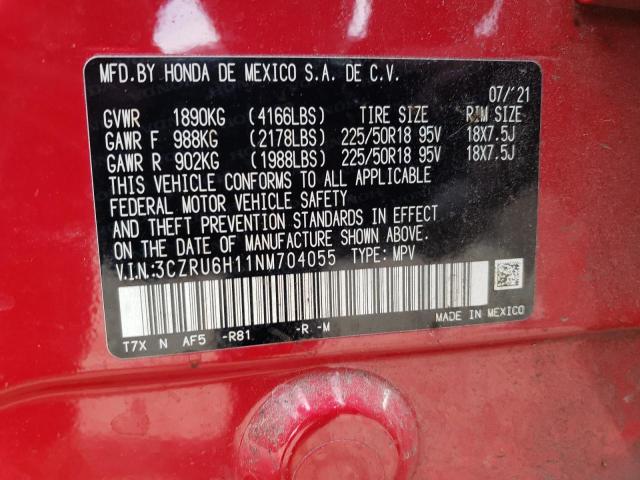 MFD. BY HONDA DE MEXICO S.A. DE C.V.
07/'21
GVWR 1890KG (4166LBS) TIRE SIZE RIM SIZE
GAWR F 988KG (2178LBS) 225/50R18 95V 18X7.5J
GAWR R 902KG (1988LBS) 225/50R18 95V 18X7.5J
THIS VEHICLE CONFORMS TO ALL APPLICABLE
FEDERAL MOTOR VEHICLE SAFETY
AND THEFT PREVENTION STANDARDS IN EFFECT
ON THE DATE OF MANUFACTURE SHOWN ABOVE.
V.I.N:3CZRU6H11NM704055 TYPE: MPV
T7X N AF5 -R81 -R -M
MADE IN MEXICO